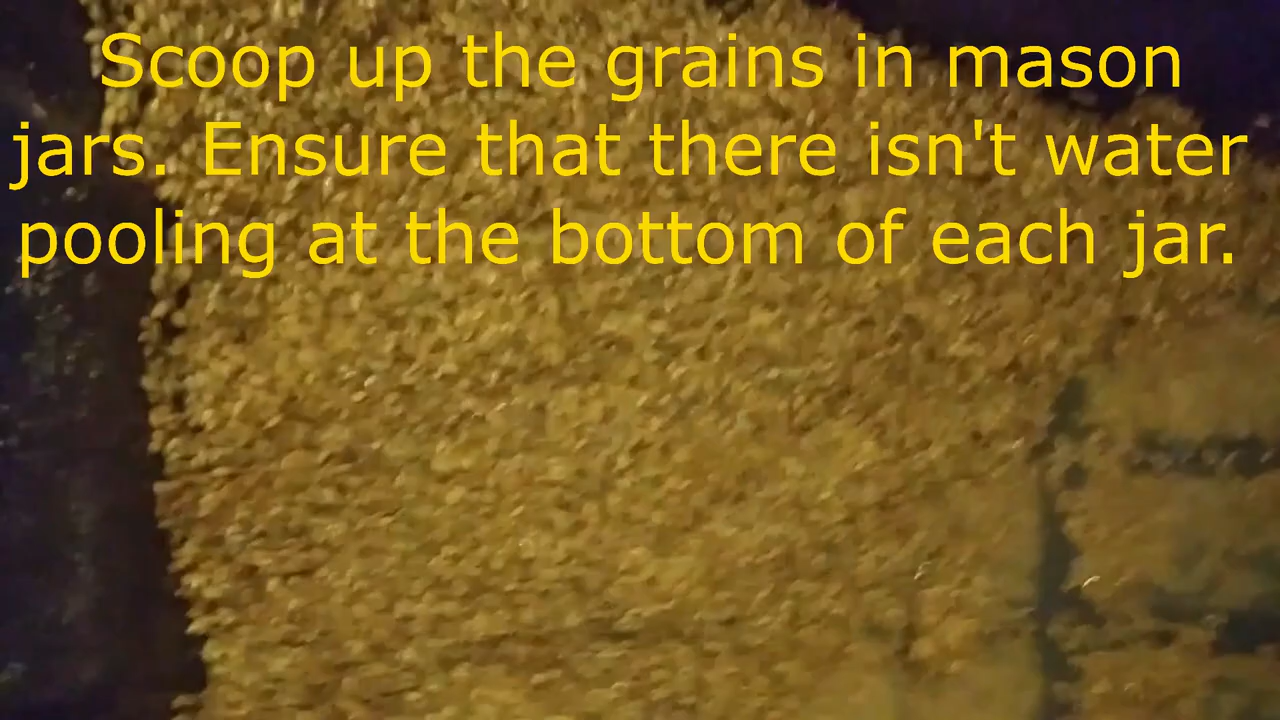 Scoop up the grains in mason
jars. Ensure that there isn't water
pooling at the bottom of each jar.